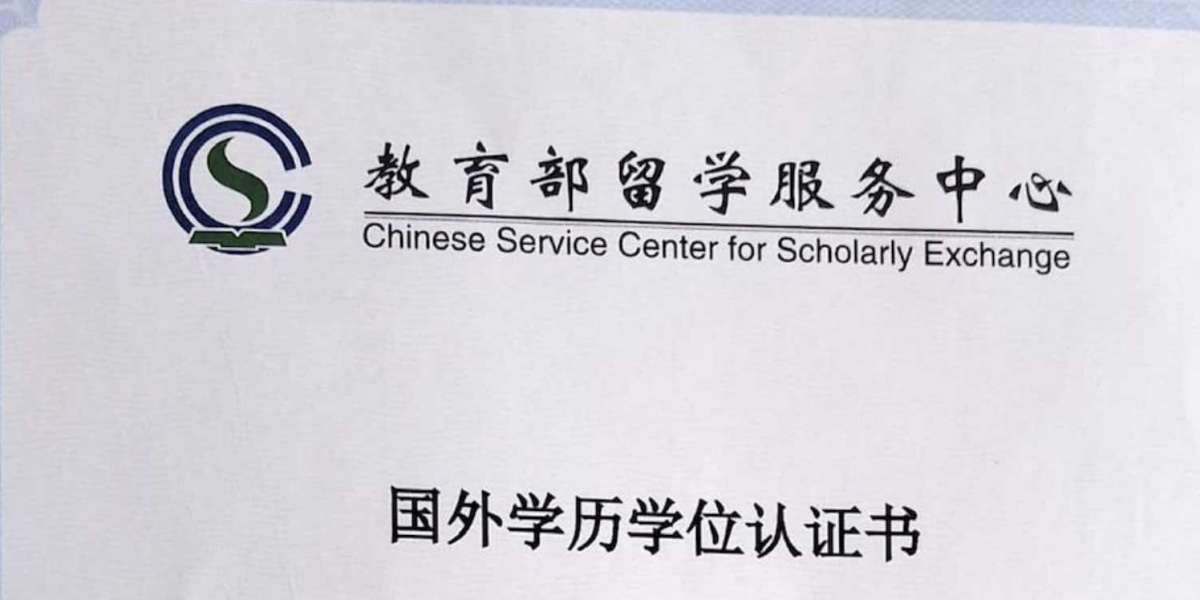 教育部留学服务中心
Chinese Service Center for Scholarly Exchange
国外学历学位认证书